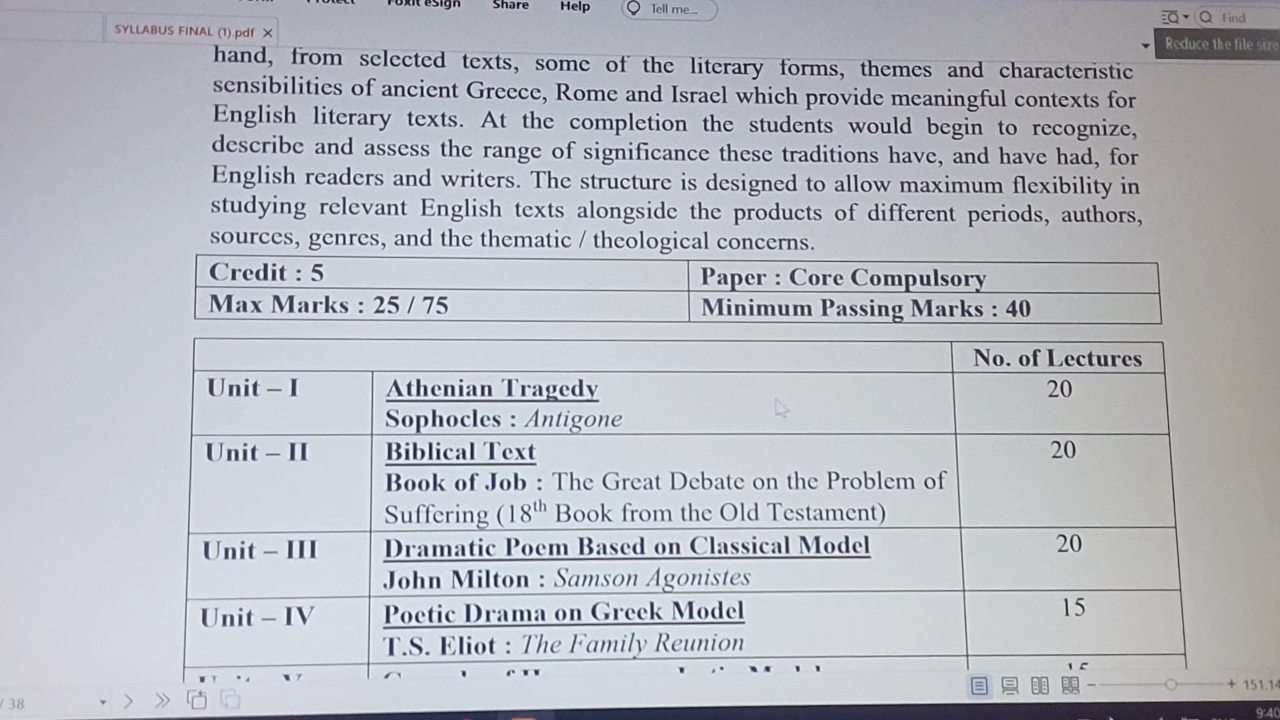 Protect
Foxit eSign
Share
Help
Tell me...
Find
SYLLABUS FINAL (1).pdf ×
Reduce the file size
hand, from selected texts, some of the literary forms, themes and characteristic
sensibilities of ancient Greece, Rome and Israel which provide meaningful contexts for
English literary texts. At the completion the students would begin to recognize,
describe and assess the range of significance these traditions have, and have had, for
English readers and writers. The structure is designed to allow maximum flexibility in
studying relevant English texts alongside the products of different periods, authors,
sources, genres, and the thematic / theological concerns.
Credit : 5
Paper : Core Compulsory
Max Marks : 25 / 75
Minimum Passing Marks : 40
No. of Lectures
Unit – I
Athenian Tragedy
20
Sophocles : Antigone
Unit – II
Biblical Text
20
Book of Job : The Great Debate on the Problem of
Suffering (18th Book from the Old Testament)
Unit – III
Dramatic Poem Based on Classical Model
20
John Milton : Samson Agonistes
Unit – IV
Poetic Drama on Greek Model
15
T.S. Eliot : The Family Reunion
/ 38
151.14
9:40